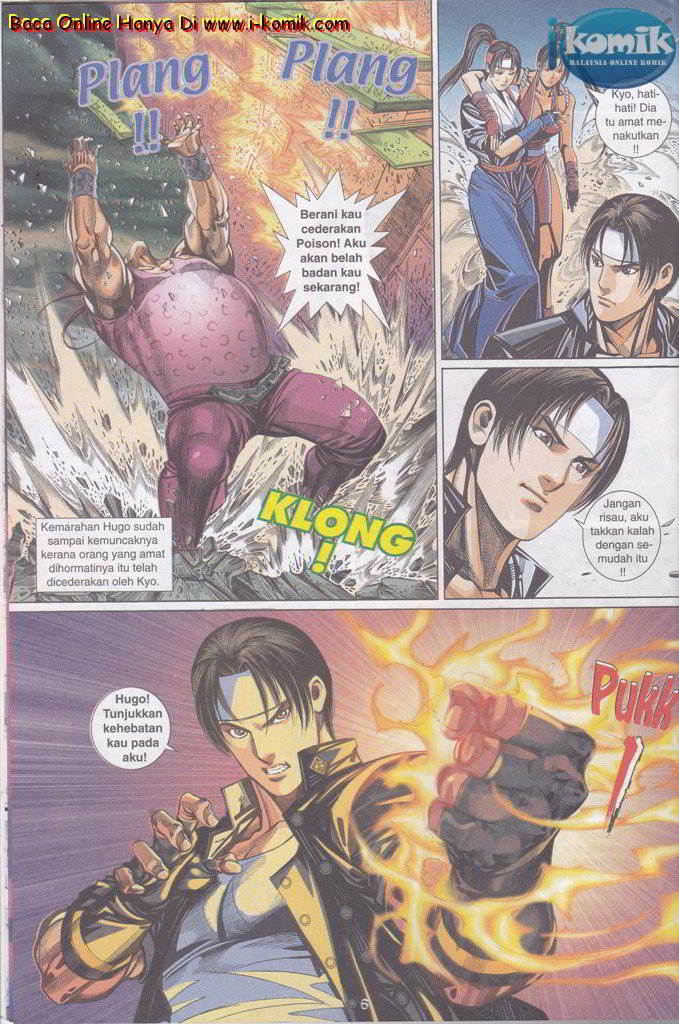 Baca Online Hanya Di www.i-komik.com
Plang
!!
Plang
!!
Berani kau
cederakan
Poison! Aku
akan belah
badan kau
sekarang!
Kemarahan Hugo sudah
sampai kemuncaknya
kerana orang yang amat
dihormatinya itu telah
dicederakan oleh Kyo.
KLONG
!
ikomik
MALAYSIA ONLINE KOMIK
Kyo, hati-
hati! Dia
tu amat me-
nakutkan
!!
Jangan
risau, aku
takkan kalah
dengan se-
mudah itu
!!
Hugo!
Tunjukkan
kehebatan
kau pada
aku!
Pukk
!
6